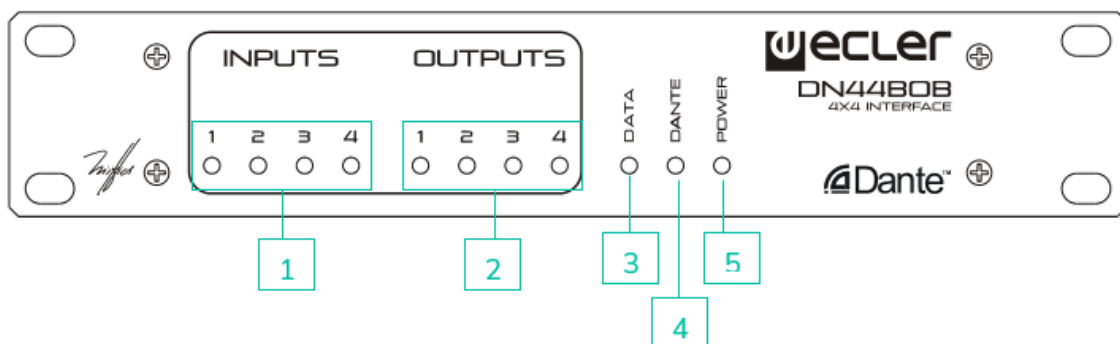 INPUTS
OUTPUTS
ecler
DN44BOB
4X4 INTERFACE
DATA
DANTE
POWER
1 2 3 4
1 2 3 4
Dante™
1
2
3
4
5